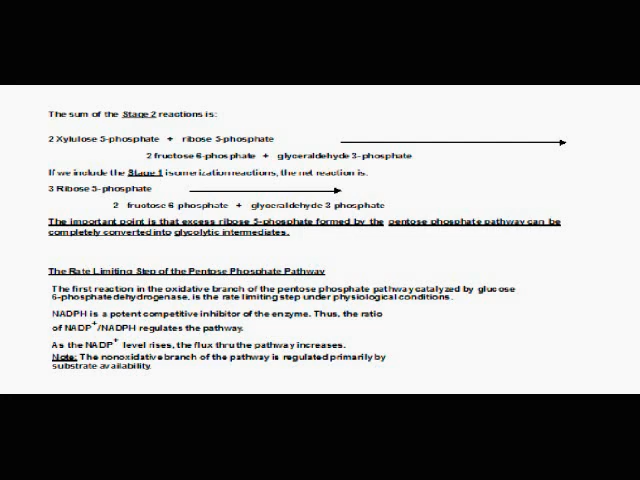 The sum of the Stage 2 reactions is:
2 Xylulose 5-phosphate + ribose 5-phosphate
2 fructose 6-phosphate + glyceraldehyde 3-phosphate
If we include the Stage 1 isomerization reactions, the net reaction is:
3 Ribose 5-phosphate
2 fructose 6-phosphate + glyceraldehyde 3-phosphate
The important point is that excess ribose 5-phosphate formed by the pentose phosphate pathway can be
completely converted into glycolytic intermediates.
The Rate Limiting Step of the Pentose Phosphate Pathway
The first reaction in the oxidative branch of the pentose phosphate pathway catalyzed by glucose
6-phosphate dehydrogenase, is the rate limiting step under physiological conditions.
NADPH is a potent competitive inhibitor of the enzyme. Thus, the ratio
of NADP⁺/NADPH regulates the pathway.
As the NADP⁺ level rises, the flux thru the pathway increases.
Note: The nonoxidative branch of the pathway is regulated primarily by
substrate availability.